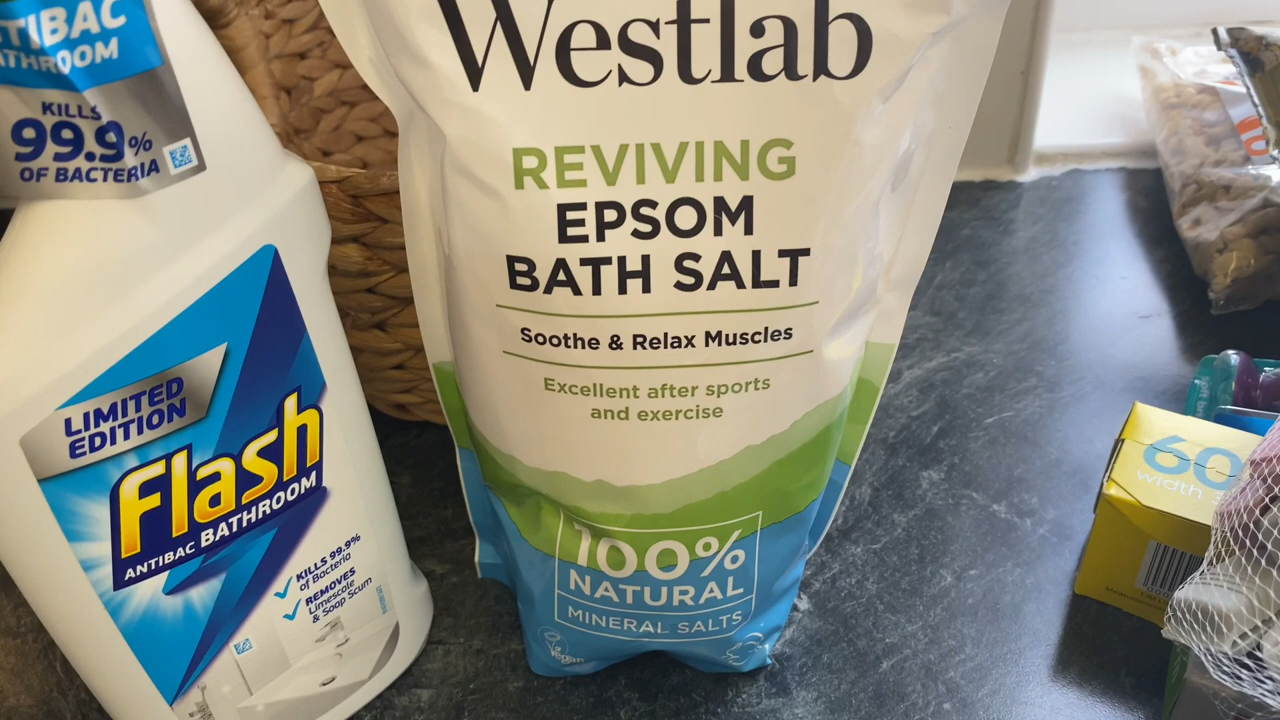 TIBAC
ATHROOM
KILLS
99.9%
OF BACTERIA
LIMITED
EDITION
Flash
ANTIBAC BATHROOM
KILLS 99.9%
of Bacteria
REMOVES
Limescale
& Soap Scum
Westlab
REVIVING
EPSOM
BATH SALT
Soothe & Relax Muscles
Excellent after sports
and exercise
100%
NATURAL
MINERAL SALTS
Vegan
60
width